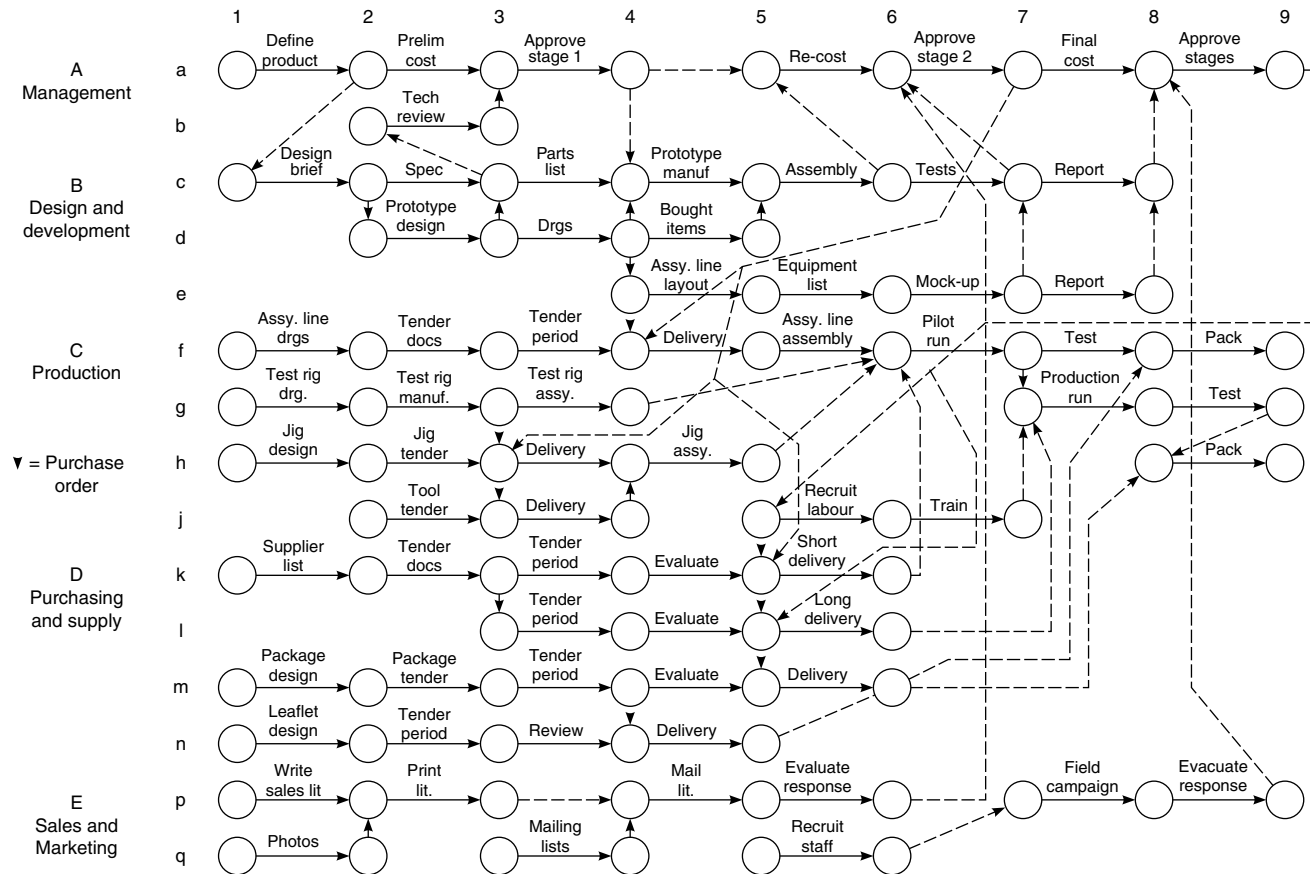 1 2 3 4 5 6 7 8 9
A
Management
a
Define
product
Prelim
cost
Approve
stage 1
Re-cost
Approve
stage 2
Final
cost
Approve
stages
b
Tech
review
B
Design and
development
c
Design
brief
Spec
Parts
list
Prototype
manuf
Assembly
Tests
Report
d
Prototype
design
Drgs
Bought
items
e
Assy. line
layout
Equipment
list
Mock-up
Report
C
Production
f
Assy. line
drgs
Tender
docs
Tender
period
Delivery
Assy. line
assembly
Pilot
run
Test
Pack
g
Test rig
drg.
Test rig
manuf.
Test rig
assy.
Production
run
Test
= Purchase
order
h
Jig
design
Jig
tender
Delivery
Jig
assy.
Pack
j
Tool
tender
Delivery
Recruit
labour
Train
D
Purchasing
and supply
k
Supplier
list
Tender
docs
Tender
period
Evaluate
Short
delivery
l
Tender
period
Evaluate
Long
delivery
m
Package
design
Package
tender
Tender
period
Evaluate
Delivery
n
Leaflet
design
Tender
period
Review
Delivery
E
Sales and
Marketing
p
Write
sales lit
Print
lit.
Mail
lit.
Evaluate
response
Field
campaign
Evacuate
response
q
Photos
Mailing
lists
Recruit
staff